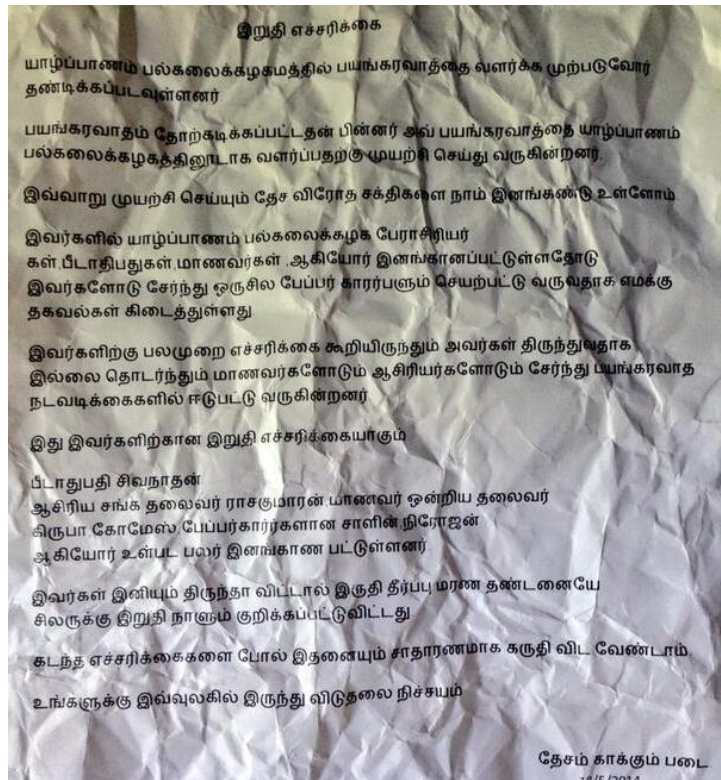 இறுதி எச்சரிக்கை
யாழ்ப்பாணம் பல்கலைக்கழகமத்தில் பயங்கரவாத்தை வளர்க்க முற்படுவோர்
தண்டிக்கப்படவுள்ளனர்
பயங்கரவாதம் தோற்கடிக்கப்பட்டதன் பின்னர் அவ் பயங்கரவாத்தை யாழ்ப்பாணம்
பல்கலைக்கழகத்தினூடாக வளர்ப்பதற்கு முயற்சி செய்து வருகின்றனர்.
இவ்வாறு முயற்சி செய்யும் தேச விரோத சக்திகளை நாம் இனங்கண்டு உள்ளோம்
இவர்களில் யாழ்ப்பாணம் பல்கலைக்கழக பேராசிரியர்
கள்,பீடாதிபதுகள்,மாணவர்கள் ,ஆகியோர் இனங்கானப்பட்டுள்ளதோடு
இவர்களோடு சேர்ந்து ஒருசில பேப்பர் காரர்பளும் செயற்பட்டு வருவதாக எமக்கு
தகவல்கள் கிடைத்துள்ளது
இவர்களிற்கு பலமுறை எச்சரிக்கை கூறியிருந்தும் அவர்கள் திருந்துவதாக
இல்லை தொடர்ந்தும் மாணவர்களோடும் ஆசிரியர்களோடும் சேர்ந்து பயங்கரவாத
நடவடிக்கைகளில் ஈடுபட்டு வருகின்றனர்
இது இவர்களிற்கான இறுதி எச்சரிக்கையாகும்
பீடாதுபதி சிவநாதன்
ஆசிரிய சங்க தலைவர் ராசகுமாரன்,மாணவர் ஒன்றிய தலைவர்
கிருபா,கோமேஸ்,பேப்பர்கார்ர்களான சாளின்,நிரோஜன்
ஆகியோர் உள்பட பலர் இனங்காண பட்டுள்ளனர்
இவர்கள் இனியும் திருந்தா விட்டால் இருதி தீர்ப்பு மரண தண்டனையே
சிலருக்கு இறுதி நாளும் குறிக்கப்பட்டுவிட்டது
கடந்த எச்சரிக்கைகளை போல் இதனையும் சாதாரணமாக கருதி விட வேண்டாம்.
உங்களுக்கு இவ்வுலகில் இருந்து விடுதலை நிச்சயம்
தேசம் காக்கும் படை